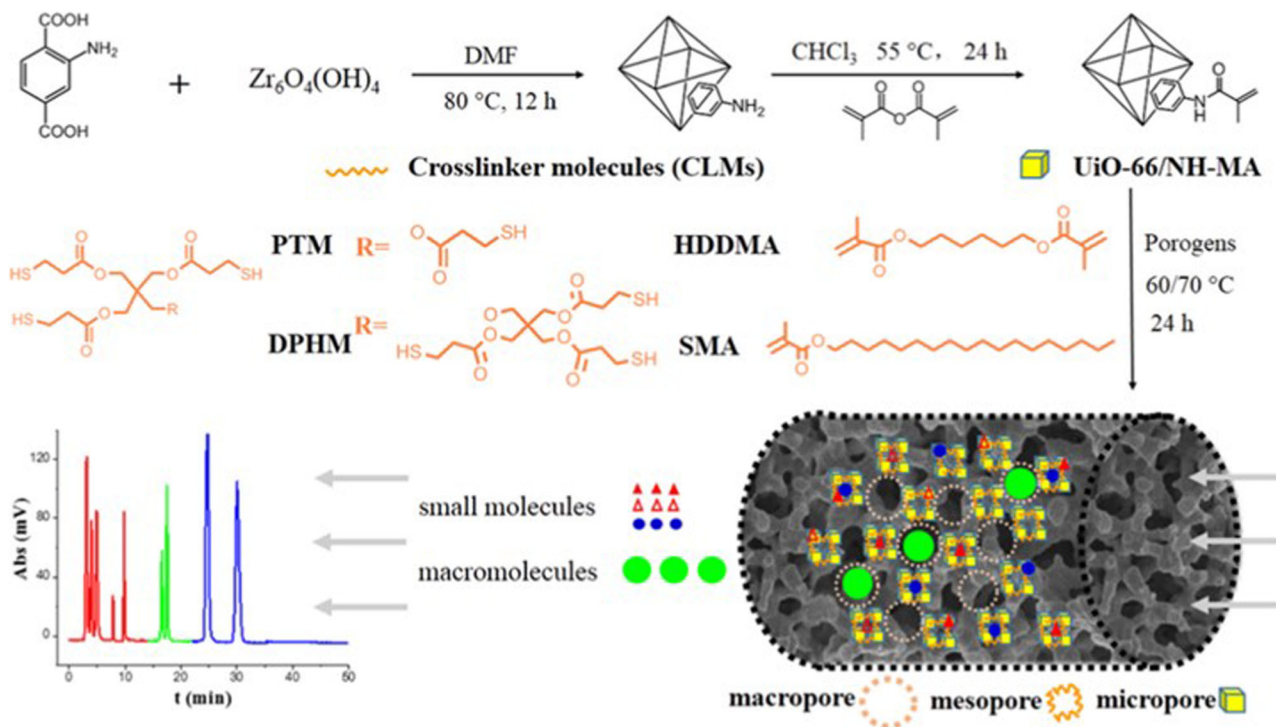 COOH
NH₂
COOH
+
Zr₆O₄(OH)₄
DMF
80 °C, 12 h
NH₂
CHCl₃ 55 °C, 24 h
O O
O
O
N
H
Crosslinker molecules (CLMs)
UiO-66/NH-MA
PTM R=
O
SH
O
HDDMA
O
O
O
O
HS
O
O
O
O
SH
HS
O
O
R
DPHM
R=
O
SH
O
O
O
HS
O
O
O
SH
O
SMA
O
O
Porogens
60/70 °C
24 h
Abs (mV)
120
80
40
0
0 10 20 30 40 50
t (min)
small molecules
macromolecules
macropore mesopore micropore